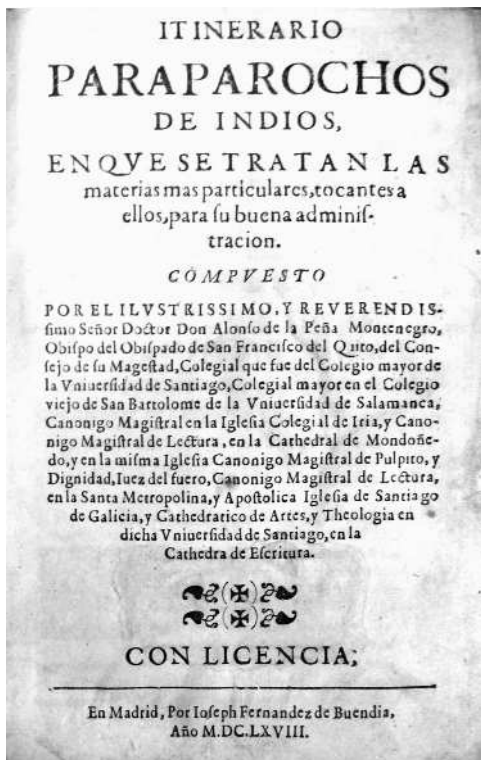 ITINERARIO
PARAPAROCHOS
DE INDIOS,
EN QVE SE TRATAN LAS
materias mas particulares,tocantes a
ellos,para ſu buena adminiſ-
tracion.
COMPVESTO
POR EL ILVSTRISSIMO, Y REVERENDIS-
ſimo Señor Doctor Don Alonſo de la Peña Montenegro,
Obiſpo del Obiſpado de San Franciſco del Quito,del Con-
ſejo de ſu Mageſtad,Colegial que fue del Colegio mayor de
la Vniuerſidad de Santiago,Colegial mayor en el Colegio
viejo de San Bartolome de la Vniuerſidad de Salamanca,
Canonigo Magiſtral en la Igleſia Colegial de Iria, y Cano-
nigo Magiſtral de Lectura, en la Cathedral de Mondoñe-
do,y en la miſma Igleſia Canonigo Magiſtral de Pulpito, y
Dignidad,Iuez del fuero,Canonigo Magiſtral de Lectura,
en la Santa Metropolina,y Apoſtolica Igleſia de Santiago
de Galicia,y Cathedratico de Artes,y Theologia en
dicha Vniuerſidad de Santiago,en la
Cathedra de Eſcritura.
CON LICENCIA;
En Madrid, Por Ioſeph Fernandez de Buendia,
Año M.DC.LXVIII.